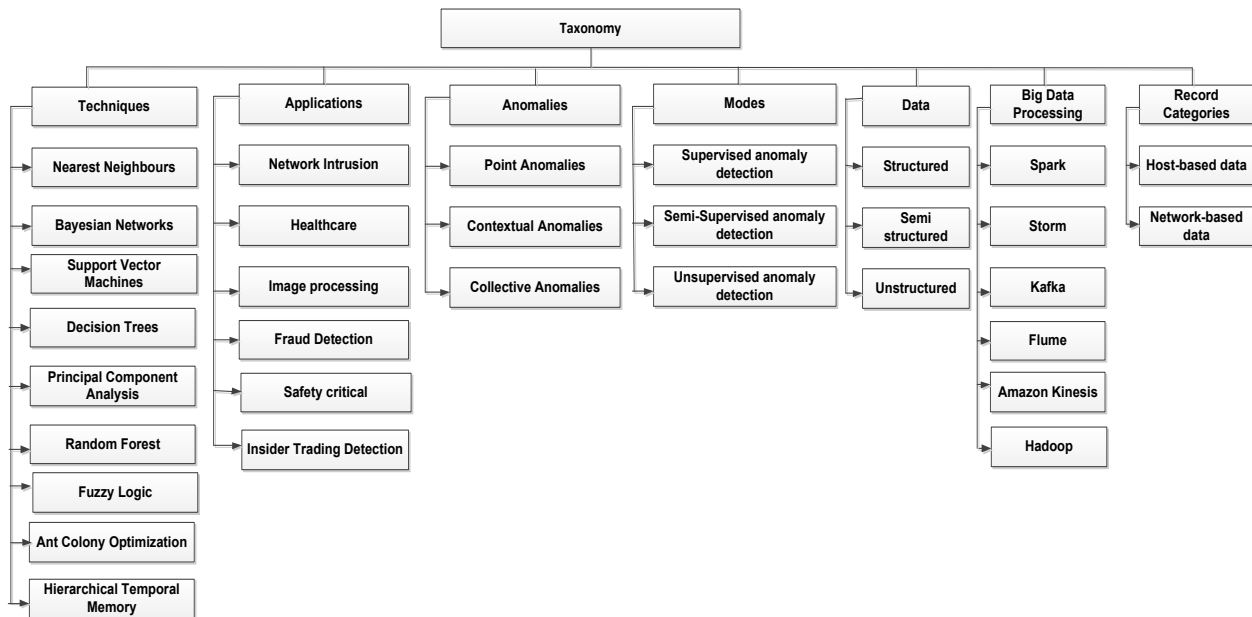 Taxonomy
Techniques
Nearest Neighbours
Bayesian Networks
Support Vector
Machines
Decision Trees
Principal Component
Analysis
Random Forest
Fuzzy Logic
Ant Colony Optimization
Hierarchical Temporal
Memory
Applications
Network Intrusion
Healthcare
Image processing
Fraud Detection
Safety critical
Insider Trading Detection
Anomalies
Point Anomalies
Contextual Anomalies
Collective Anomalies
Modes
Supervised anomaly
detection
Semi-Supervised anomaly
detection
Unsupervised anomaly
detection
Data
Structured
Semi
structured
Unstructured
Big Data
Processing
Spark
Storm
Kafka
Flume
Amazon Kinesis
Hadoop
Record
Categories
Host-based data
Network-based
data